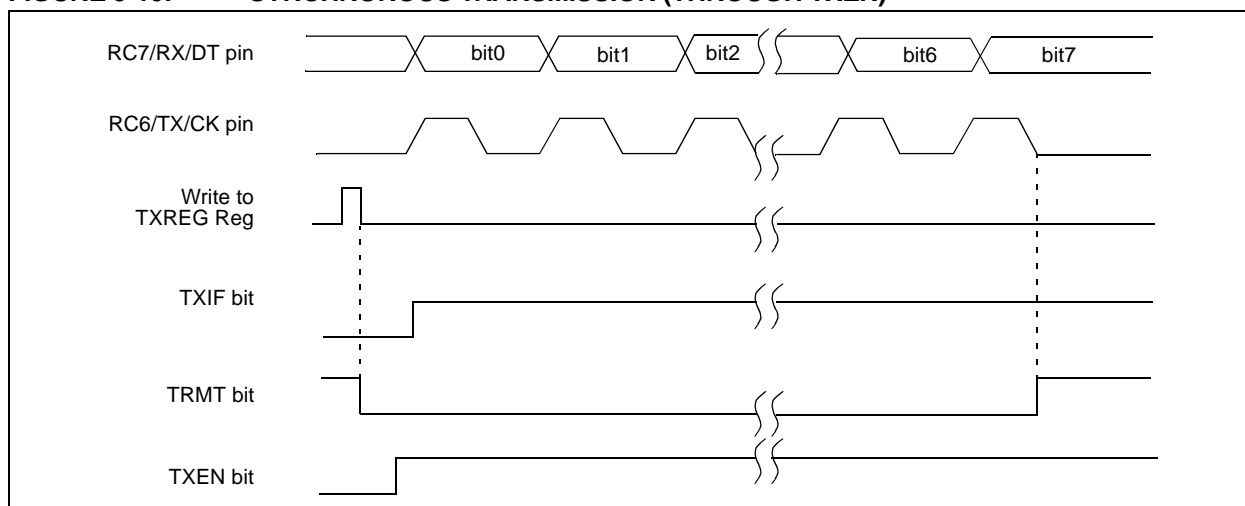 RC7/RX/DT pin
bit0 bit1 bit2 bit6 bit7
RC6/TX/CK pin
Write to
TXREG Reg
TXIF bit
TRMT bit
TXEN bit